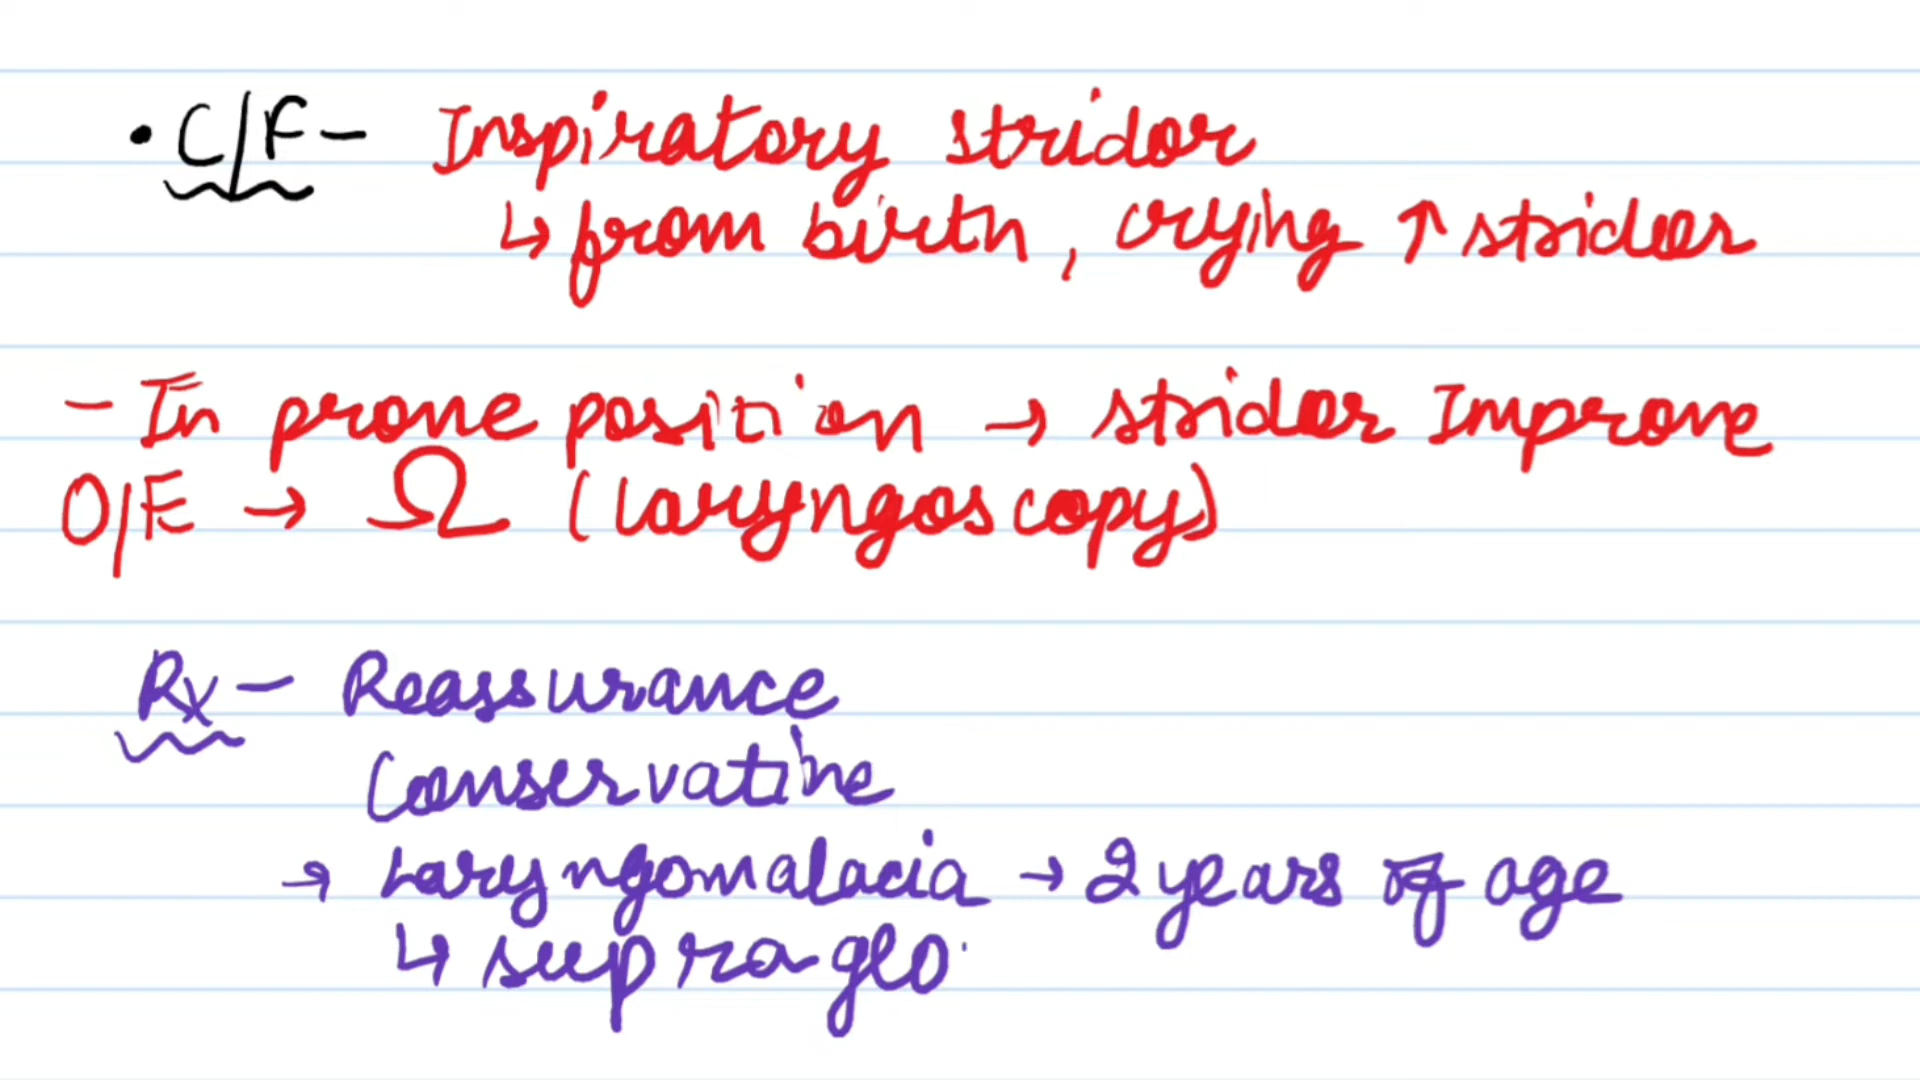 • C/F - Inspiratory stridor
↳ from birth, crying ↑ stridor
- In prone position → stridor Improve
O/E → Ω (laryngoscopy)
Rx - Reassurance
Conservative
→ Laryngomalacia → 2 years of age
↳ supraglo